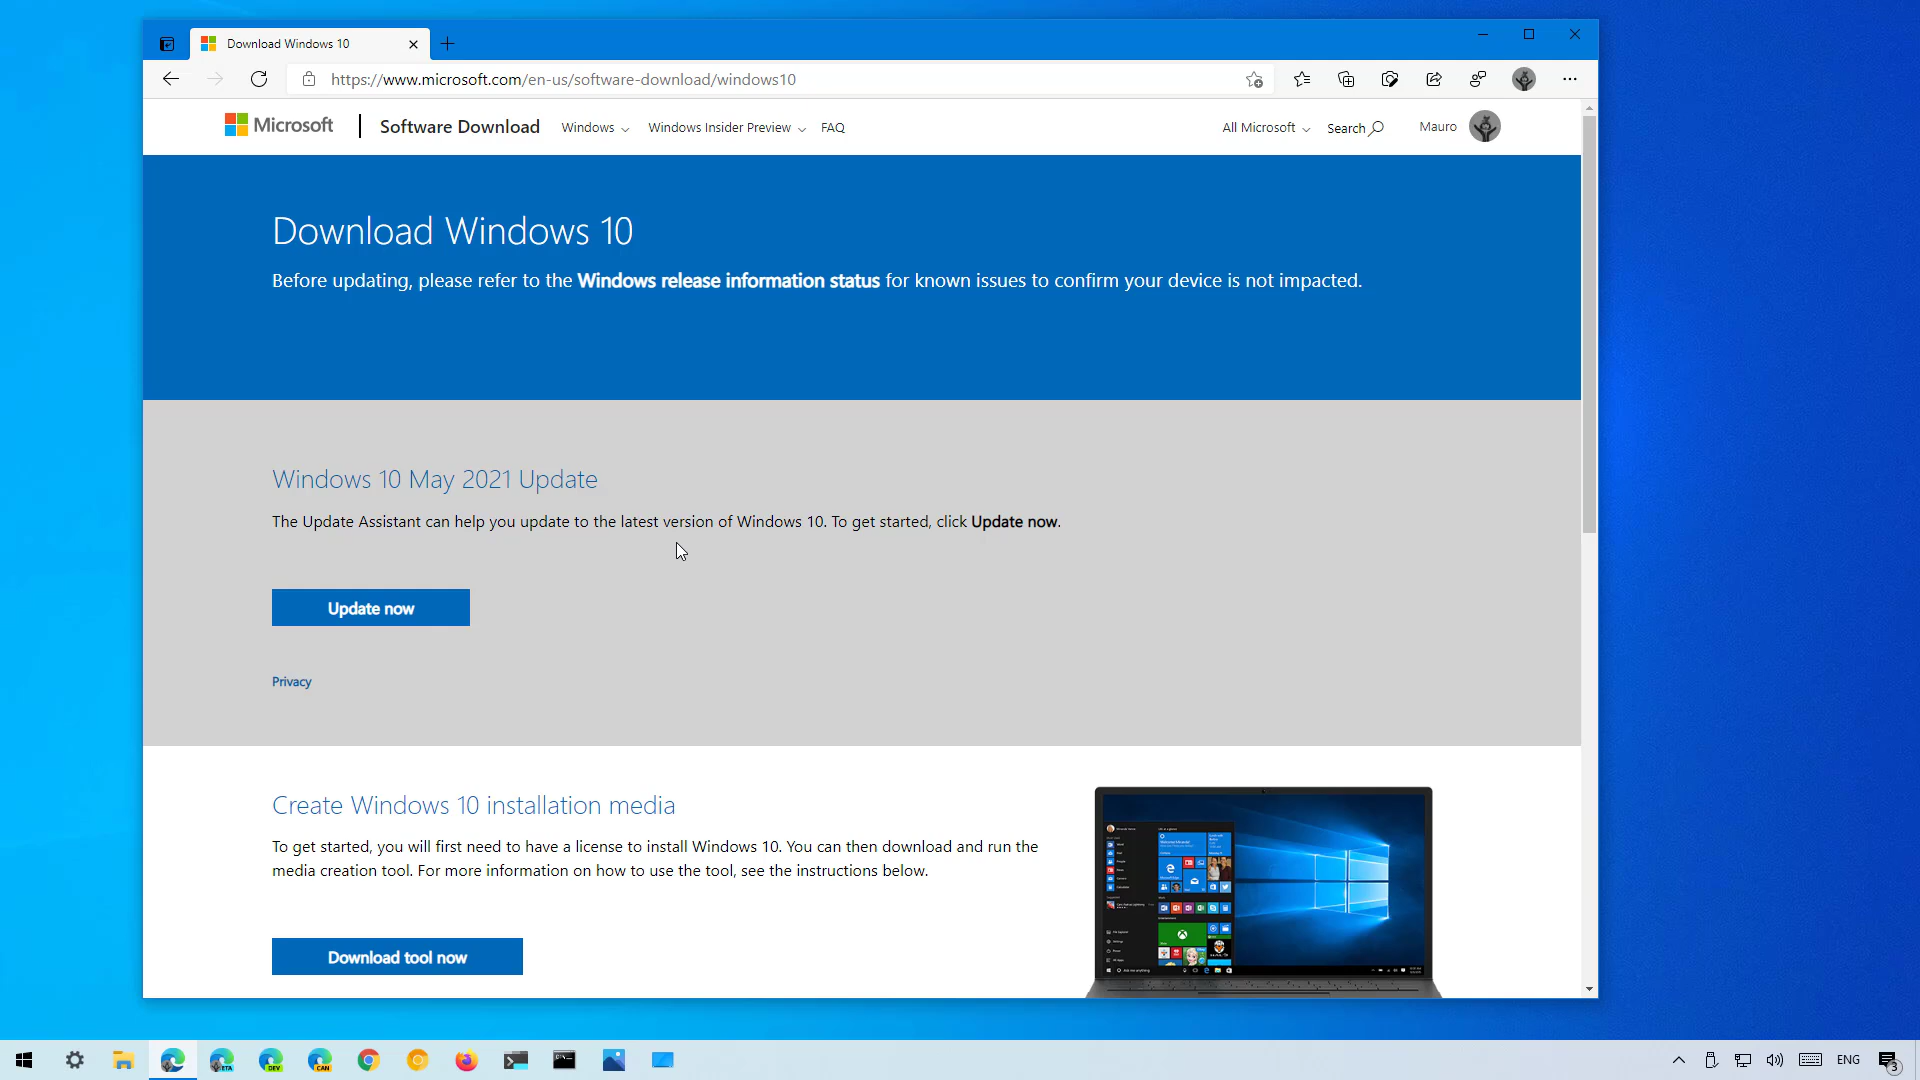 Download Windows 10
https://www.microsoft.com/en-us/software-download/windows10
Microsoft Software Download Windows Windows Insider Preview FAQ All Microsoft Search Mauro
Download Windows 10
Before updating, please refer to the Windows release information status for known issues to confirm your device is not impacted.
Windows 10 May 2021 Update
The Update Assistant can help you update to the latest version of Windows 10. To get started, click Update now.
Update now
Privacy
Create Windows 10 installation media
To get started, you will first need to have a license to install Windows 10. You can then download and run the
media creation tool. For more information on how to use the tool, see the instructions below.
Download tool now
BETA DEV CAN ENG 3